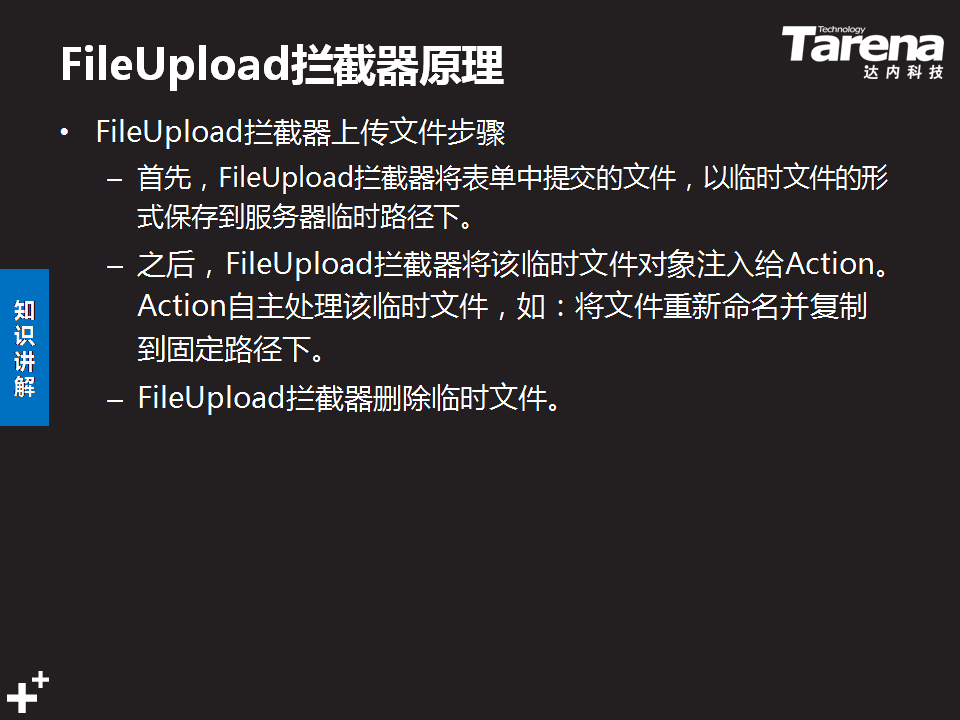 FileUpload拦截器原理
Technology
Tarena
达内科技
• FileUpload拦截器上传文件步骤
– 首先，FileUpload拦截器将表单中提交的文件，以临时文件的形
式保存到服务器临时路径下。
– 之后，FileUpload拦截器将该临时文件对象注入给Action。
Action自主处理该临时文件，如：将文件重新命名并复制
到固定路径下。
– FileUpload拦截器删除临时文件。
知
识
讲
解